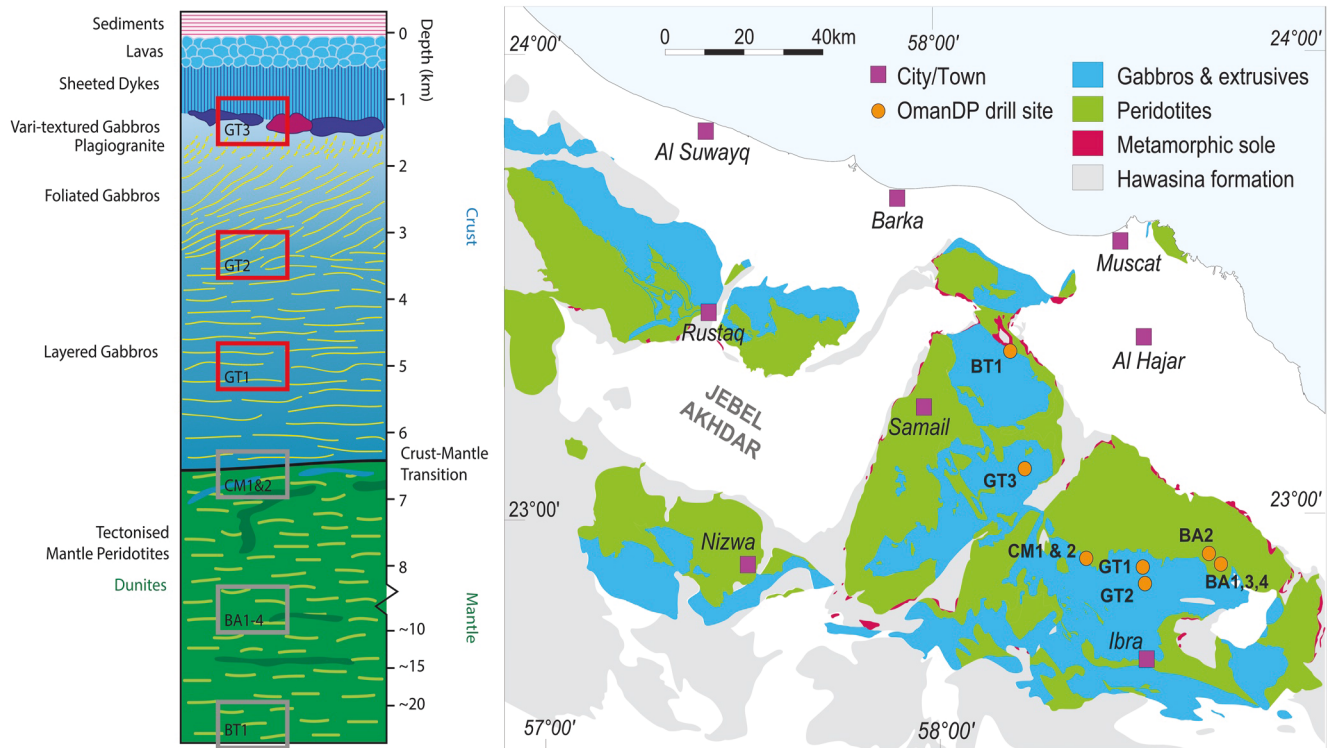 Sediments
Lavas
Sheeted Dykes
Vari-textured Gabbros
Plagiogranite
Foliated Gabbros
Layered Gabbros
Crust-Mantle
Transition
Tectonised
Mantle Peridotites
Dunites
GT3
GT2
GT1
CM1&2
BA1-4
BT1
Depth (km)
0
1
2
3
4
5
6
7
8
~10
~15
~20
Crust
Mantle
24°00'
0 20 40km
58°00'
24°00'
City/Town
OmanDP drill site
Gabbros & extrusives
Peridotites
Metamorphic sole
Hawasina formation
Al Suwayq
Barka
Muscat
Rustaq
Al Hajar
BT1
JEBEL
AKHDAR
Samail
GT3
23°00'
23°00'
Nizwa
CM1 & 2
BA2
GT1
BA1,3,4
GT2
Ibra
57°00'
58°00'